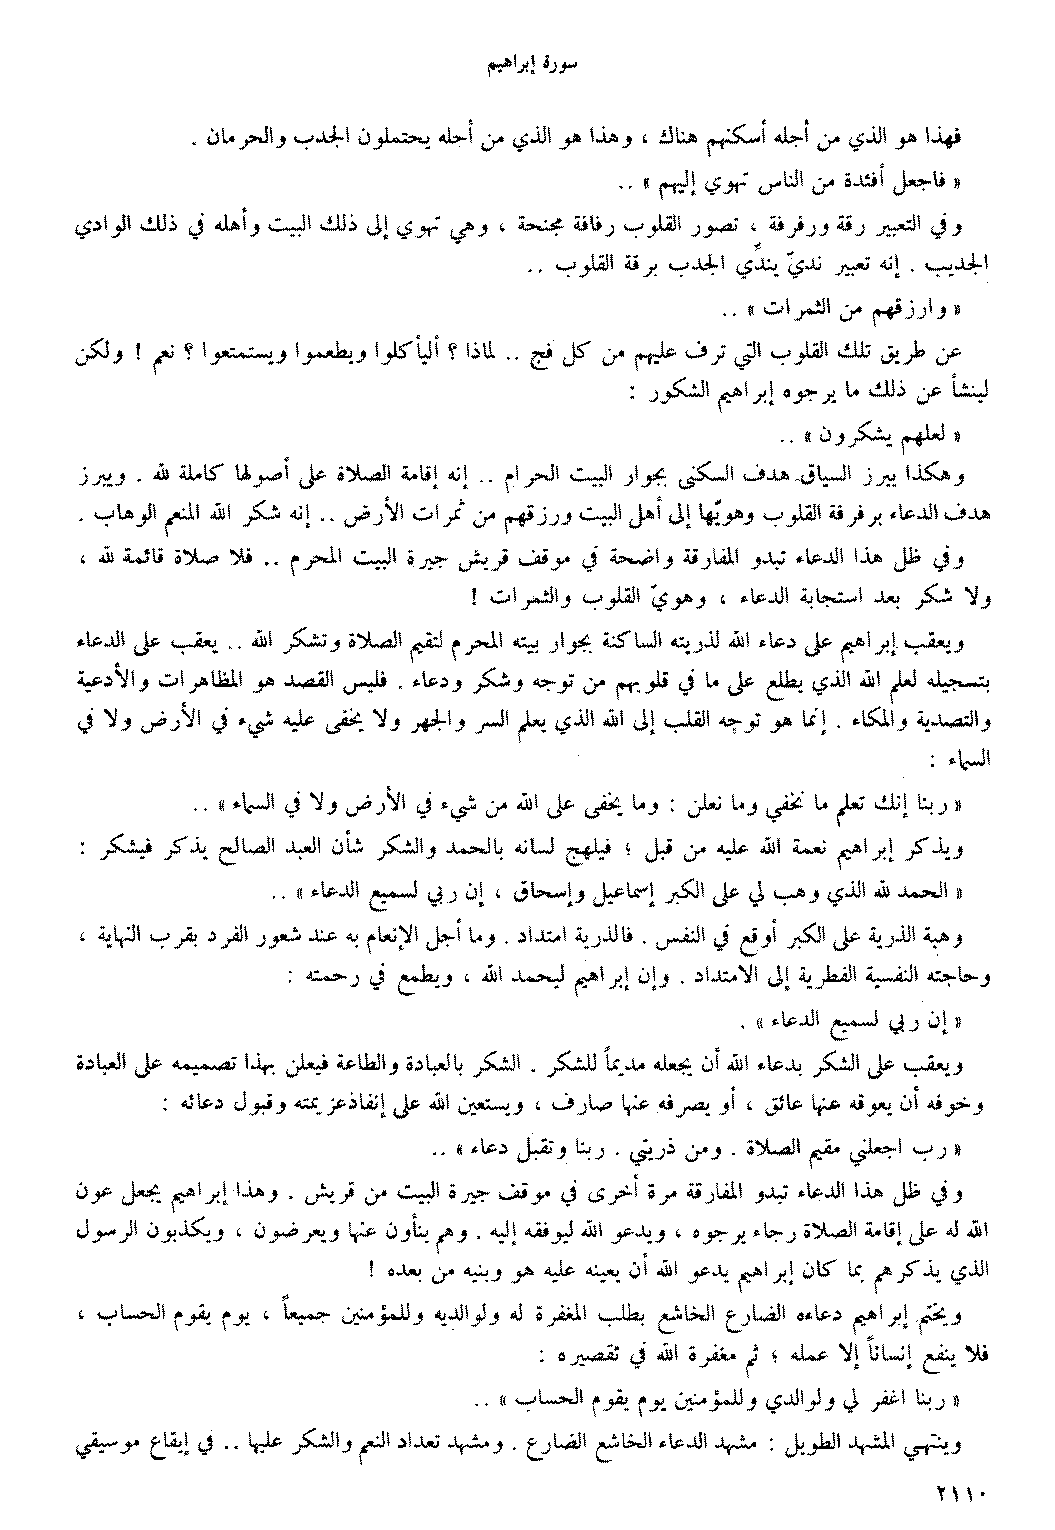 سورة إبراهيم
فهذا هو الذي من أجله أسكنهم هناك ، وهذا هو الذي من أجله يحتملون الجدب والحرمان .
« فاجعل أفئدة من الناس تهوي إليهم » ..
وفي التعبير رقة ورفرفة ، تصور القلوب رفافة مجنحة ، وهي تهوي إلى ذلك البيت وأهله في ذلك الوادي
الجديب . إنه تعبير نديّ يندِّي الجدب برقة القلوب ..
« وارزقهم من الثمرات » ..
عن طريق تلك القلوب التي ترف عليهم من كل فج .. لماذا ؟ أليأكلوا ويطعموا ويستمتعوا ؟ نعم ! ولكن
لينشأ عن ذلك ما يرجوه إبراهيم الشكور :
« لعلهم يشكرون » ..
وهكذا يبرز السياق هدف السكنى بجوار البيت الحرام .. إنه إقامة الصلاة على أصولها كاملة لله . ويبرز
هدف الدعاء برفرفة القلوب وهويّها إلى أهل البيت ورزقهم من ثمرات الأرض .. إنه شكر الله المنعم الوهاب .
وفي ظل هذا الدعاء تبدو المفارقة واضحة في موقف قريش جيرة البيت المحرم .. فلا صلاة قائمة لله ،
ولا شكر بعد استجابة الدعاء ، وهويّ القلوب والثمرات !
ويعقب إبراهيم على دعاء الله لذريته الساكنة بجوار بيته المحرم لتقيم الصلاة وتشكر الله .. يعقب على الدعاء
بتسجيله لعلم الله الذي يطلع على ما في قلوبهم من توجه وشكر ودعاء . فليس القصد هو المظاهرات والأدعية
والتصدية والمكاء . إنما هو توجه القلب إلى الله الذي يعلم السر والجهر ولا يخفى عليه شيء في الأرض ولا في
السماء :
« ربنا إنك تعلم ما نخفي وما نعلن : وما يخفى على الله من شيء في الأرض ولا في السماء » ..
ويذكر إبراهيم نعمة الله عليه من قبل ؛ فيلهج لسانه بالحمد والشكر شأن العبد الصالح يذكر فيشكر :
« الحمد لله الذي وهب لي على الكبر إسماعيل وإسحاق ، إن ربي لسميع الدعاء » ..
وهبة الذرية على الكبر أوقع في النفس . فالذرية امتداد . وما أجل الإنعام به عند شعور الفرد بقرب النهاية ،
وحاجته النفسية الفطرية إلى الامتداد . وإن إبراهيم ليحمد الله ، ويطمع في رحمته :
« إن ربي لسميع الدعاء » .
ويعقب على الشكر بدعاء الله أن يجعله مديماً للشكر . الشكر بالعبادة والطاعة فيعلن بهذا تصميمه على العبادة
وخوفه أن يعوقه عنها عائق ، أو يصرفه عنها صارف ، ويستعين الله على إنفاذ عزيمته وقبول دعائه :
« رب اجعلني مقيم الصلاة . ومن ذريتي . ربنا وتقبل دعاء » ..
وفي ظل هذا الدعاء تبدو المفارقة مرة أخرى في موقف جيرة البيت من قريش . وهذا إبراهيم يجعل عون
الله له على إقامة الصلاة رجاء يرجوه ، ويدعو الله ليوفقه إليه . وهم ينأون عنها ويعرضون ، ويكذبون الرسول
الذي يذكرهم بما كان إبراهيم يدعو الله أن يعينه عليه هو وبنيه من بعده !
ويختم إبراهيم دعاءه الضارع الخاشع بطلب المغفرة له ولوالديه وللمؤمنين جميعاً ، يوم يقوم الحساب ،
فلا ينفع إنساناً إلا عمله ؛ ثم مغفرة الله في تقصيره :
« ربنا اغفر لي ولوالدي وللمؤمنين يوم يقوم الحساب » ..
وينتهي المشهد الطويل : مشهد الدعاء الخاشع الضارع . ومشهد تعداد النعم والشكر عليها .. في إيقاع موسيقي
٢١١٠